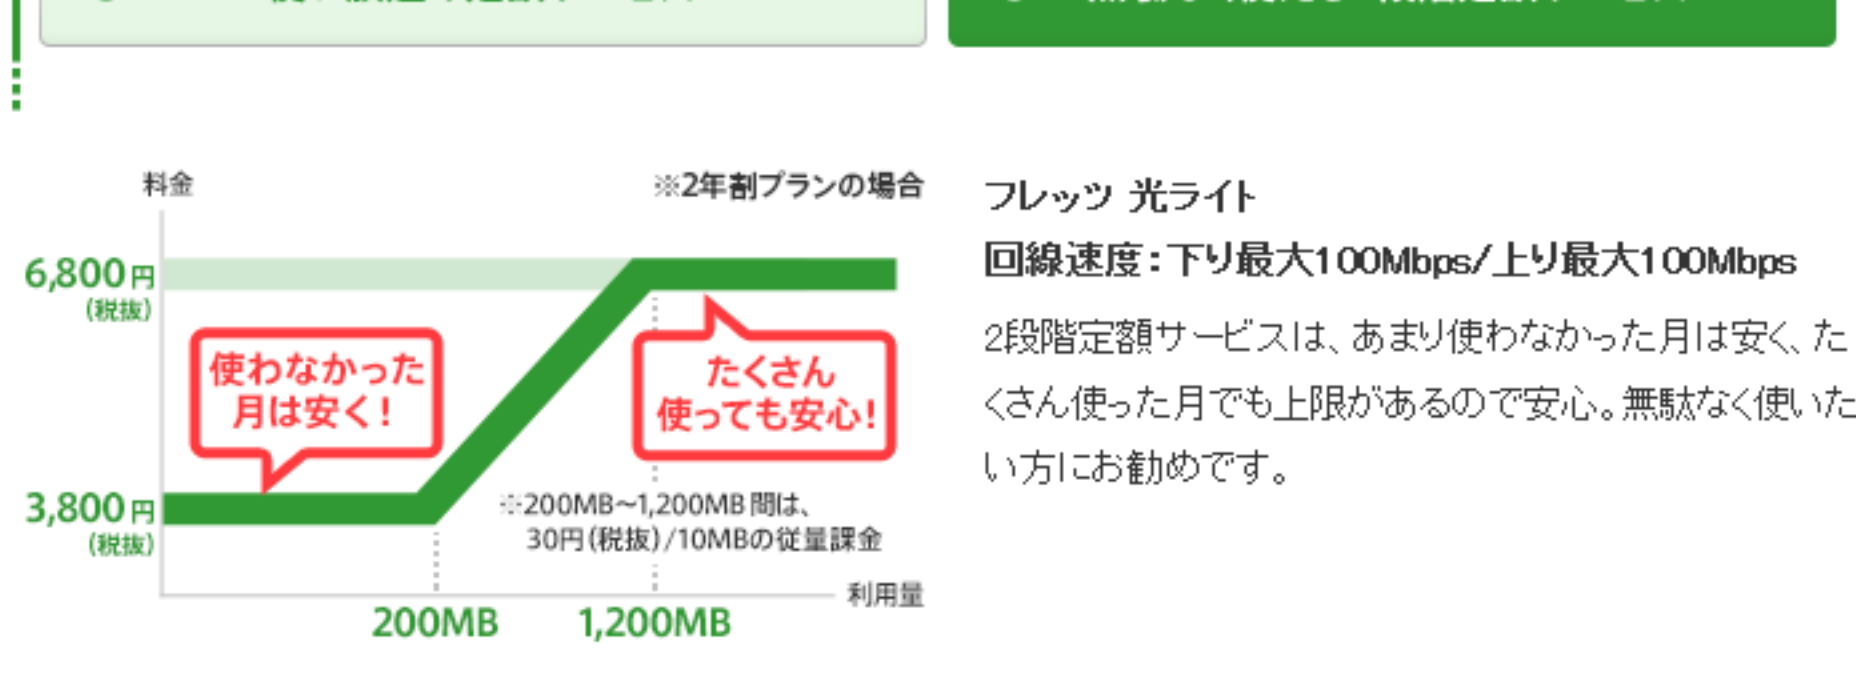 料金
※2年割プランの場合
6,800円
(税抜)
使わなかった
月は安く!
たくさん
使っても安心!
3,800円
(税抜)
※200MB～1,200MB間は、
30円(税抜)/10MBの従量課金
利用量
200MB
1,200MB
フレッツ 光ライト
回線速度：下り最大100Mbps/上り最大100Mbps
2段階定額サービスは、あまり使わなかった月は安く、た
くさん使った月でも上限があるので安心。無駄なく使いた
い方にお勧めです。